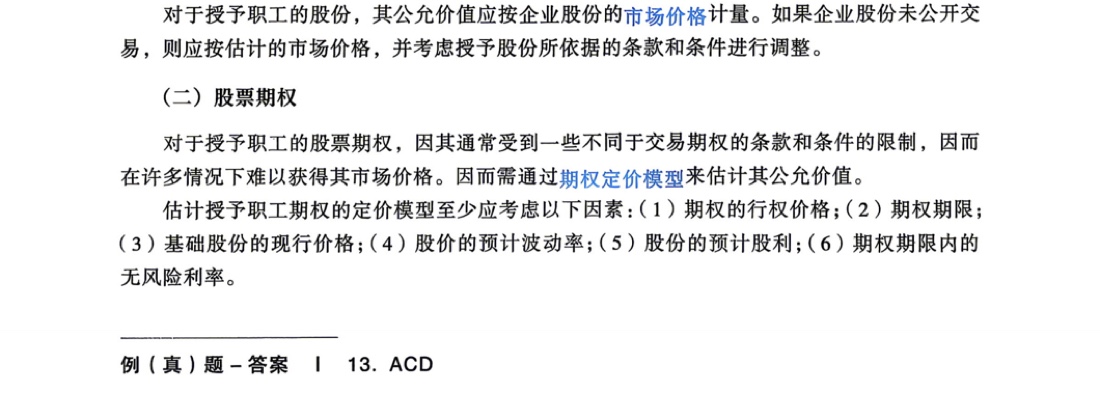 对于授予职工的股份，其公允价值应按企业股份的市场价格计量。如果企业股份未公开交
易，则应按估计的市场价格，并考虑授予股份所依据的条款和条件进行调整。
（二）股票期权
对于授予职工的股票期权，因其通常受到一些不同于交易期权的条款和条件的限制，因而
在许多情况下难以获得其市场价格。因而需通过期权定价模型来估计其公允价值。
估计授予职工期权的定价模型至少应考虑以下因素：（1）期权的行权价格；（2）期权期限；
（3）基础股份的现行价格；（4）股价的预计波动率；（5）股份的预计股利；（6）期权期限内的
无风险利率。
例（真）题－答案 | 13. ACD